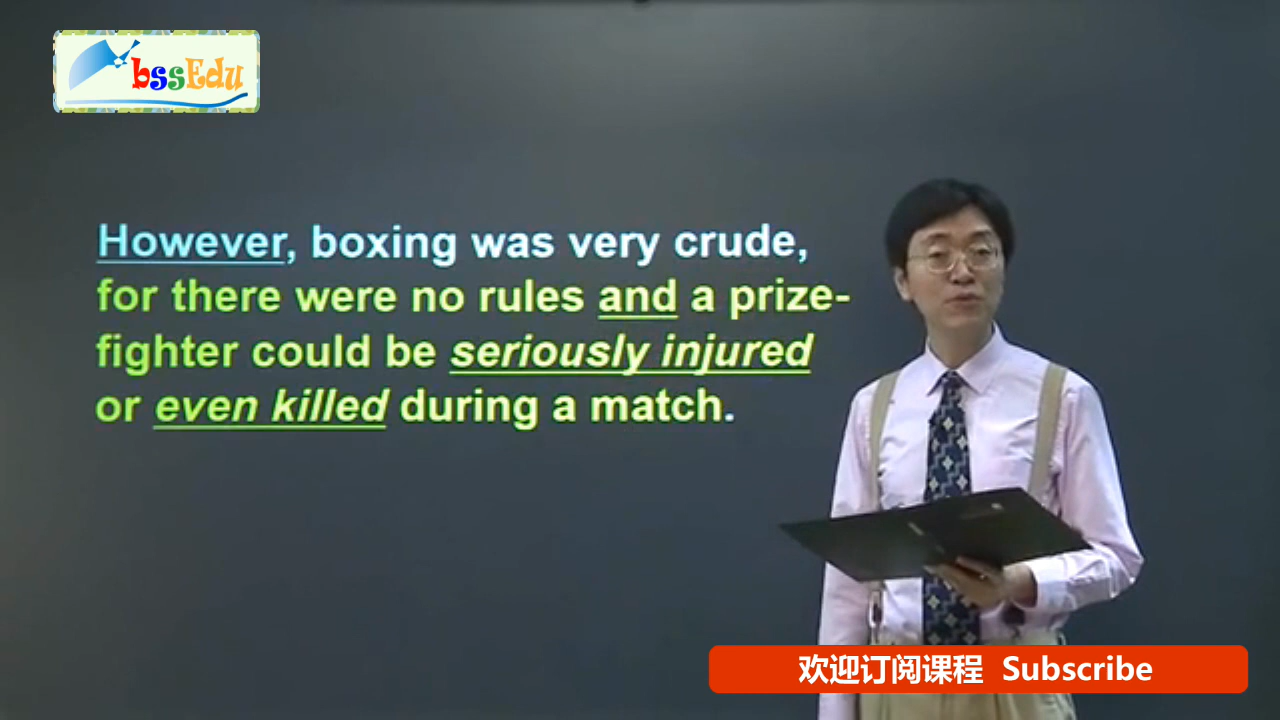 bssEdu
However, boxing was very crude,
for there were no rules and a prize-
fighter could be seriously injured
or even killed during a match.
欢迎订阅课程 Subscribe